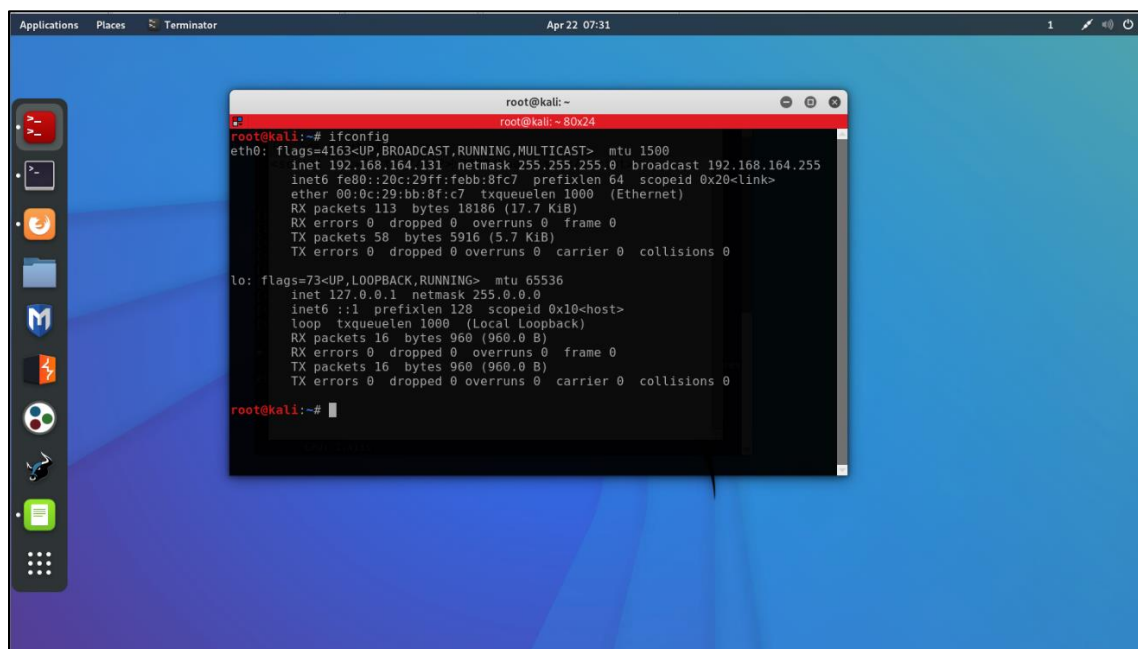 Applications Places Terminator Apr 22 07:31 1
root@kali: ~
root@kali: ~ 80x24
root@kali:~# ifconfig
eth0: flags=4163<UP,BROADCAST,RUNNING,MULTICAST>  mtu 1500
        inet 192.168.164.131  netmask 255.255.255.0  broadcast 192.168.164.255
        inet6 fe80::20c:29ff:febb:8fc7  prefixlen 64  scopeid 0x20<link>
        ether 00:0c:29:bb:8f:c7  txqueuelen 1000  (Ethernet)
        RX packets 113  bytes 18186 (17.7 KiB)
        RX errors 0  dropped 0  overruns 0  frame 0
        TX packets 58  bytes 5916 (5.7 KiB)
        TX errors 0  dropped 0 overruns 0  carrier 0  collisions 0
lo: flags=73<UP,LOOPBACK,RUNNING>  mtu 65536
        inet 127.0.0.1  netmask 255.0.0.0
        inet6 ::1  prefixlen 128  scopeid 0x10<host>
        loop  txqueuelen 1000  (Local Loopback)
        RX packets 16  bytes 960 (960.0 B)
        RX errors 0  dropped 0  overruns 0  frame 0
        TX packets 16  bytes 960 (960.0 B)
        TX errors 0  dropped 0 overruns 0  carrier 0  collisions 0
root@kali:~#